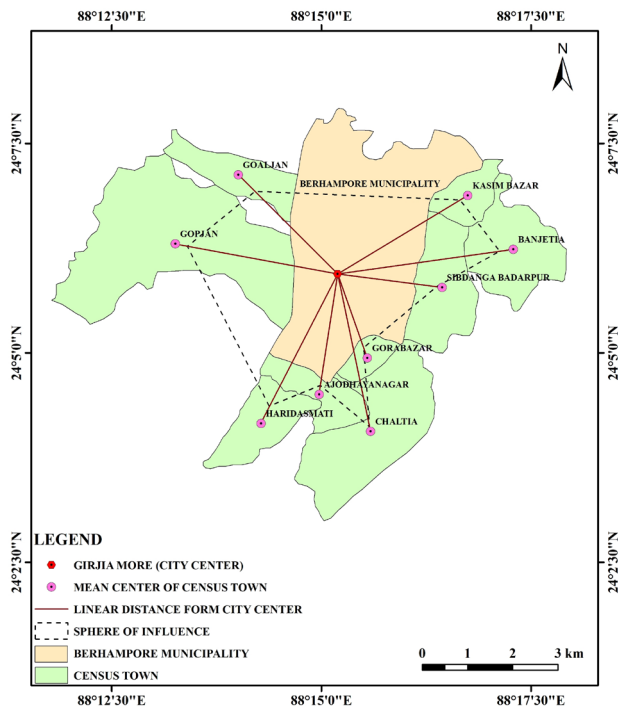 88°12'30"E 88°15'0"E 88°17'30"E
N
24°7'30"N 24°7'30"N
GOALJAN
BERHAMPORE MUNICIPALITY
KASIM BAZAR
GOPJAN
BANJETIA
SIBDANGA BADARPUR
24°5'0"N 24°5'0"N
GORABAZAR
AJODHAYANAGAR
HARIDASMATI
CHALTIA
LEGEND
GIRJIA MORE (CITY CENTER)
MEAN CENTER OF CENSUS TOWN
LINEAR DISTANCE FORM CITY CENTER
SPHERE OF INFLUENCE
BERHAMPORE MUNICIPALITY
CENSUS TOWN
24°2'30"N 24°2'30"N
0 1 2 3 km
88°12'30"E 88°15'0"E 88°17'30"E